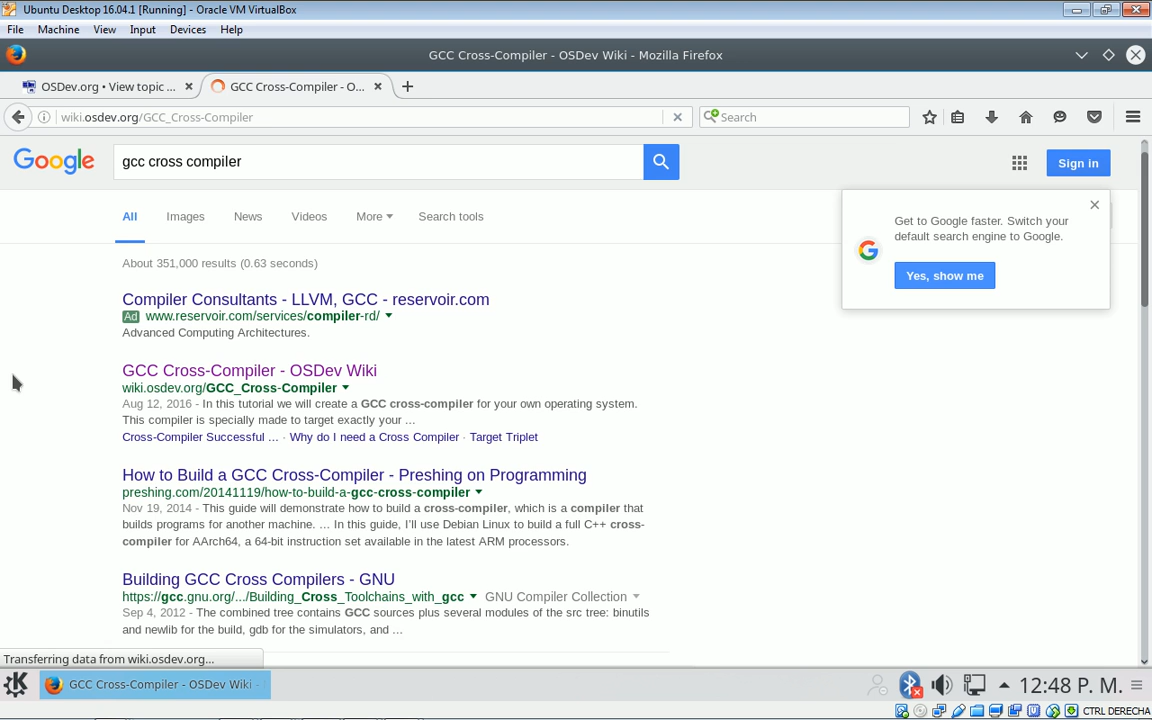 Ubuntu Desktop 16.04.1 [Running] - Oracle VM VirtualBox
File Machine View Input Devices Help
GCC Cross-Compiler - OSDev Wiki - Mozilla Firefox
OSDev.org • View topic ...
GCC Cross-Compiler - O...
wiki.osdev.org/GCC_Cross-Compiler
Search
Google
gcc cross compiler
Sign in
All Images News Videos More Search tools
Get to Google faster. Switch your
default search engine to Google.
Yes, show me
About 351,000 results (0.63 seconds)
Compiler Consultants - LLVM, GCC - reservoir.com
Ad www.reservoir.com/services/compiler-rd/
Advanced Computing Architectures.
GCC Cross-Compiler - OSDev Wiki
wiki.osdev.org/GCC_Cross-Compiler
Aug 12, 2016 - In this tutorial we will create a GCC cross-compiler for your own operating system.
This compiler is specially made to target exactly your ...
Cross-Compiler Successful ... · Why do I need a Cross Compiler · Target Triplet
How to Build a GCC Cross-Compiler - Preshing on Programming
preshing.com/20141119/how-to-build-a-gcc-cross-compiler
Nov 19, 2014 - This guide will demonstrate how to build a cross-compiler, which is a compiler that
builds programs for another machine. ... In this guide, I'll use Debian Linux to build a full C++ cross-
compiler for AArch64, a 64-bit instruction set available in the latest ARM processors.
Building GCC Cross Compilers - GNU
https://gcc.gnu.org/.../Building_Cross_Toolchains_with_gcc GNU Compiler Collection
Sep 4, 2012 - The combined tree contains GCC sources plus several modules of the src tree: binutils
and newlib for the build, gdb for the simulators, and ...
Transferring data from wiki.osdev.org...
GCC Cross-Compiler - OSDev Wiki -
12:48 P. M.
CTRL DERECHA